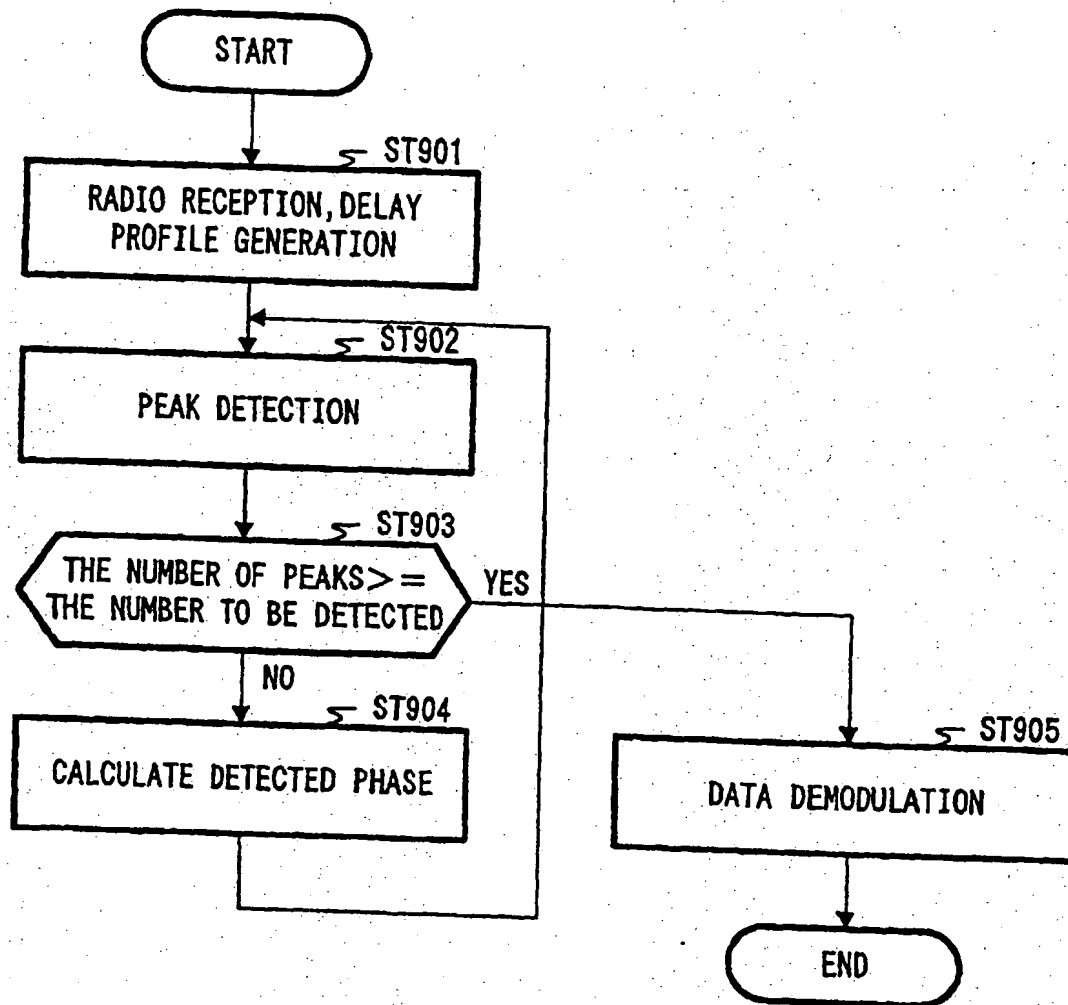 START
ST901
RADIO RECEPTION, DELAY
PROFILE GENERATION
ST902
PEAK DETECTION
ST903
THE NUMBER OF PEAKS>=
THE NUMBER TO BE DETECTED
YES
NO
ST904
CALCULATE DETECTED PHASE
ST905
DATA DEMODULATION
END